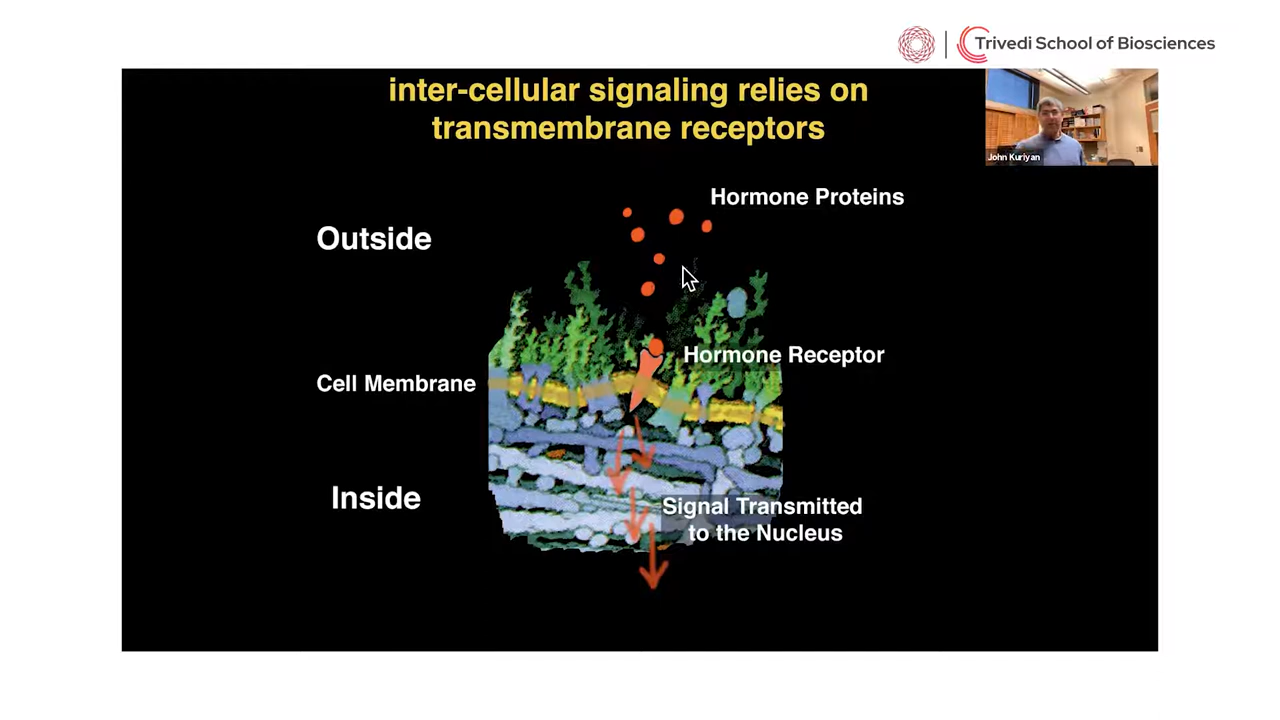 Trivedi School of Biosciences
inter-cellular signaling relies on
transmembrane receptors
John Kuriyan
Hormone Proteins
Outside
Hormone Receptor
Cell Membrane
Inside
Signal Transmitted
to the Nucleus